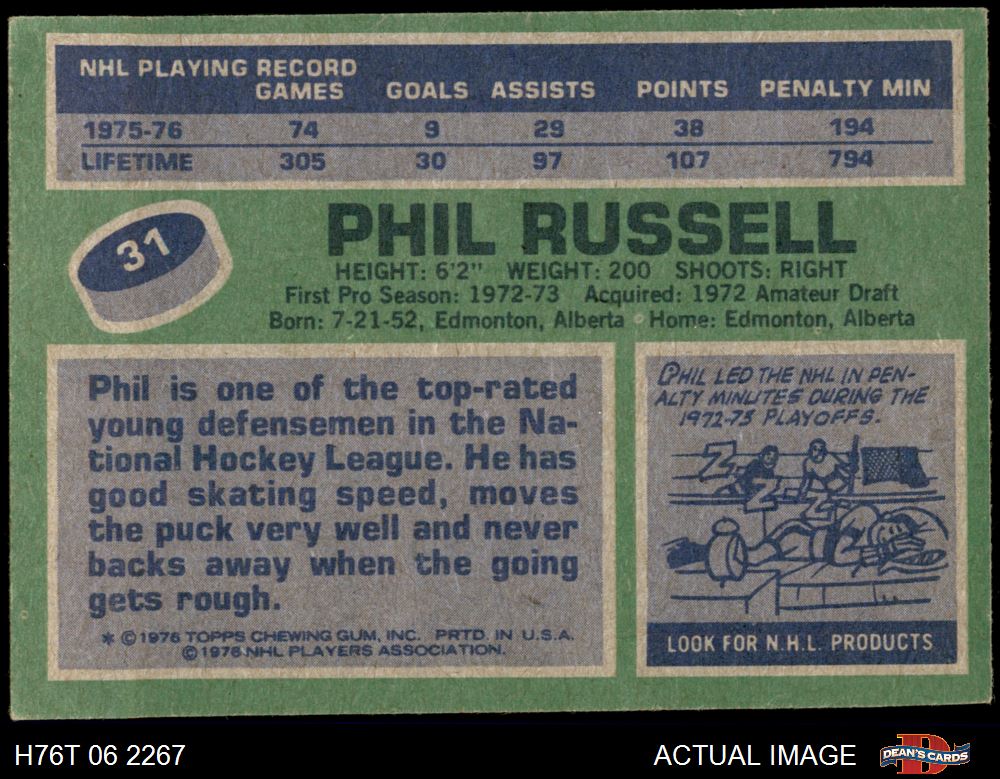 NHL PLAYING RECORD
GAMES GOALS ASSISTS POINTS PENALTY MIN
1975-76 74 9 29 38 194
LIFETIME 305 30 97 107 794
31
PHIL RUSSELL
HEIGHT: 6'2" WEIGHT: 200 SHOOTS: RIGHT
First Pro Season: 1972-73 Acquired: 1972 Amateur Draft
Born: 7-21-52, Edmonton, Alberta Home: Edmonton, Alberta
Phil is one of the top-rated
young defensemen in the Na-
tional Hockey League. He has
good skating speed, moves
the puck very well and never
backs away when the going
gets rough.
* © 1976 TOPPS CHEWING GUM, INC. PRTD. IN U.S.A.
© 1976 NHL PLAYERS ASSOCIATION.
PHIL LED THE NHL IN PEN-
ALTY MINUTES DURING THE
1972-73 PLAYOFFS.
Z
Z-Z
LOOK FOR N.H.L. PRODUCTS
H76T 06 2267
ACTUAL IMAGE
D
DEAN'S CARDS